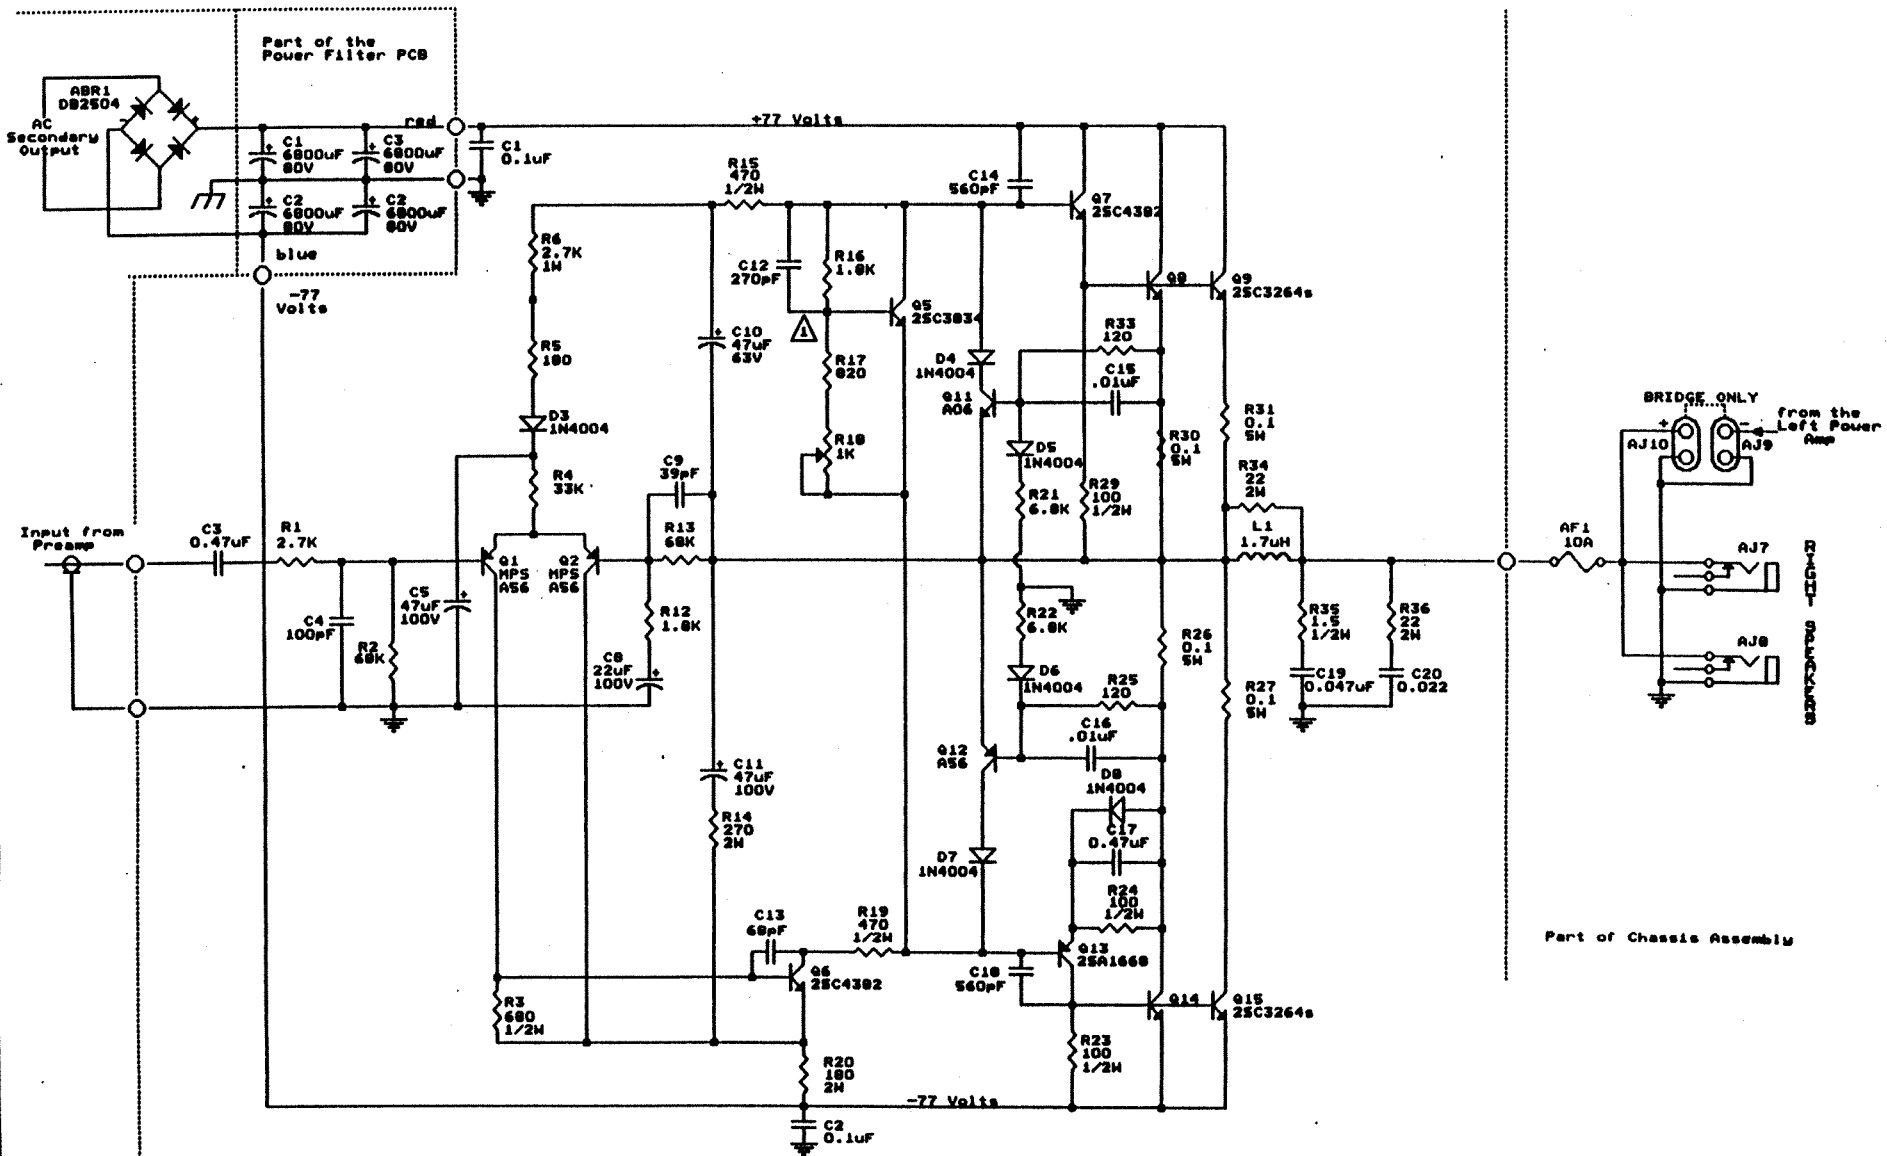 Part of the
Power Filter PCB
ABR1
DB2504
AC
Secondary
Output
-
+
red
C1
6800uF
80V
C3
6800uF
80V
C2
6800uF
80V
C2
6800uF
80V
blue
-77
Volts
C1
0.1uF
+77 Volts
R15
470
1/2W
C14
560pF
Q7
2SC4382
R6
2.7K
1W
C12
270pF
R16
1.8K
Q5
2SC3834
1
Q8
Q9
2SC3264s
R5
180
C10
47uF
63V
R17
820
D4
1N4004
R33
120
C15
.01uF
Q11
A06
D3
1N4004
R18
1K
D5
1N4004
R30
0.1
5W
R31
0.1
5W
R4
33K
C9
39pF
R21
6.8K
R29
100
1/2W
R34
22
2W
R13
68K
L1
1.7uH
Input from
Preamp
C3
0.47uF
R1
2.7K
Q1
MPS
A56
Q2
MPS
A56
C5
47uF
100V
C4
100pF
R2
68K
R12
1.8K
C8
22uF
100V
R22
6.8K
D6
1N4004
R25
120
R26
0.1
5W
R27
0.1
5W
R35
1.5
1/2W
R36
22
2W
C19
0.047uF
C20
0.022
C16
.01uF
Q12
A56
C11
47uF
100V
D8
1N4004
R14
270
2W
C17
0.47uF
D7
1N4004
R24
100
1/2W
C13
68pF
R19
470
1/2W
Q13
2SA1668
C18
560pF
Q6
2SC4382
R3
680
1/2W
Q14
Q15
2SC3264s
R23
100
1/2W
R20
180
2W
-77 Volts
C2
0.1uF
BRIDGE ONLY
+
-
AJ10
AJ9
from the
Left Power
Amp
AF1
10A
AJ7
AJ8
RIGHT SPEAKERS
Part of Chassis Assembly